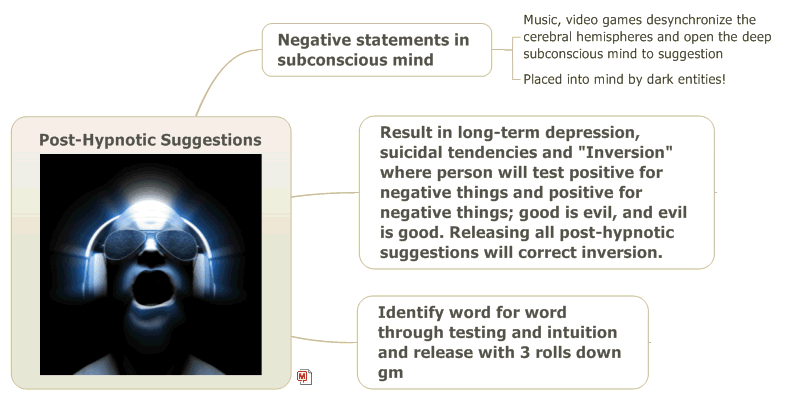 Post-Hypnotic Suggestions
Negative statements in
subconscious mind
Music, video games desynchronize the
cerebral hemispheres and open the deep
subconscious mind to suggestion
Placed into mind by dark entities!
Result in long-term depression,
suicidal tendencies and "Inversion"
where person will test positive for
negative things and positive for
negative things; good is evil, and evil
is good. Releasing all post-hypnotic
suggestions will correct inversion.
Identify word for word
through testing and intuition
and release with 3 rolls down
gm